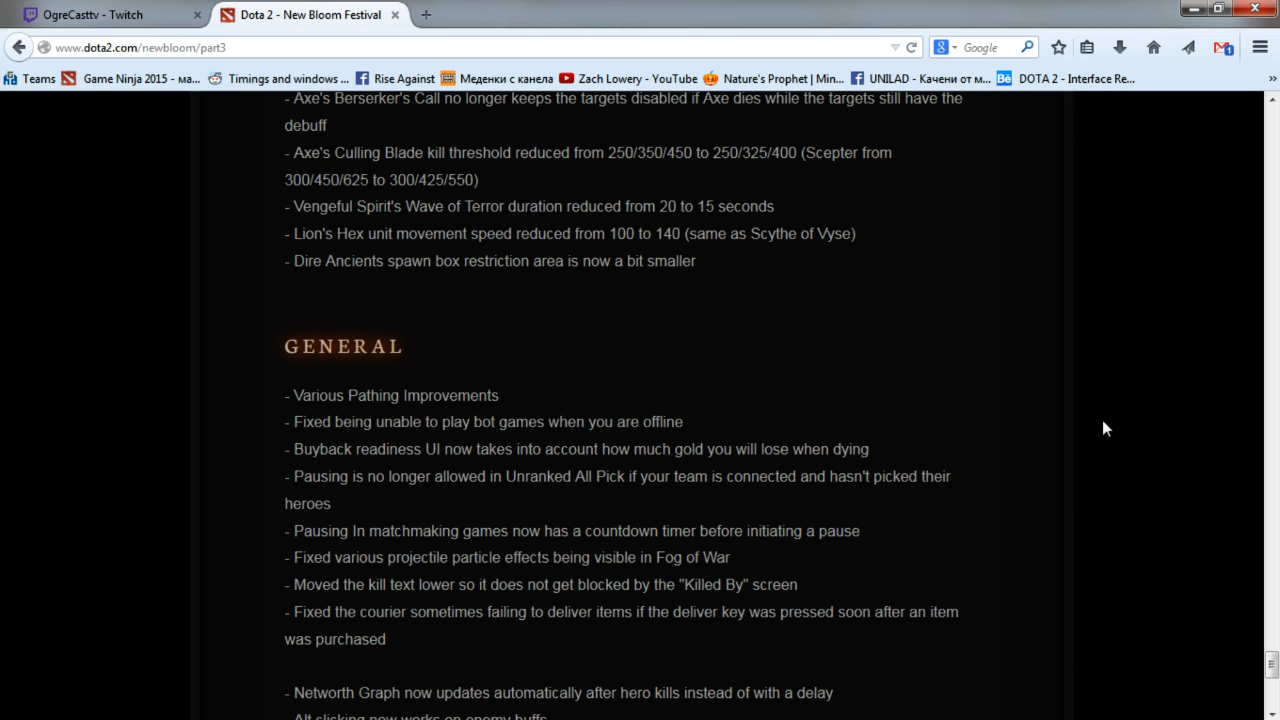 OgreCasttv - Twitch
Dota 2 - New Bloom Festival
www.dota2.com/newbloom/part3
Google
Teams
Game Ninja 2015 - ма...
Timings and windows ...
Rise Against
Меденки с канела
Zach Lowery - YouTube
Nature's Prophet | Min...
UNILAD - Качени от м...
DOTA 2 - Interface Re...
- Axe's Berserker's Call no longer keeps the targets disabled if Axe dies while the targets still have the
debuff
- Axe's Culling Blade kill threshold reduced from 250/350/450 to 250/325/400 (Scepter from
300/450/625 to 300/425/550)
- Vengeful Spirit's Wave of Terror duration reduced from 20 to 15 seconds
- Lion's Hex unit movement speed reduced from 100 to 140 (same as Scythe of Vyse)
- Dire Ancients spawn box restriction area is now a bit smaller
GENERAL
- Various Pathing Improvements
- Fixed being unable to play bot games when you are offline
- Buyback readiness UI now takes into account how much gold you will lose when dying
- Pausing is no longer allowed in Unranked All Pick if your team is connected and hasn't picked their
heroes
- Pausing In matchmaking games now has a countdown timer before initiating a pause
- Fixed various projectile particle effects being visible in Fog of War
- Moved the kill text lower so it does not get blocked by the "Killed By" screen
- Fixed the courier sometimes failing to deliver items if the deliver key was pressed soon after an item
was purchased
- Networth Graph now updates automatically after hero kills instead of with a delay
- Alt clicking now works on enemy buffs